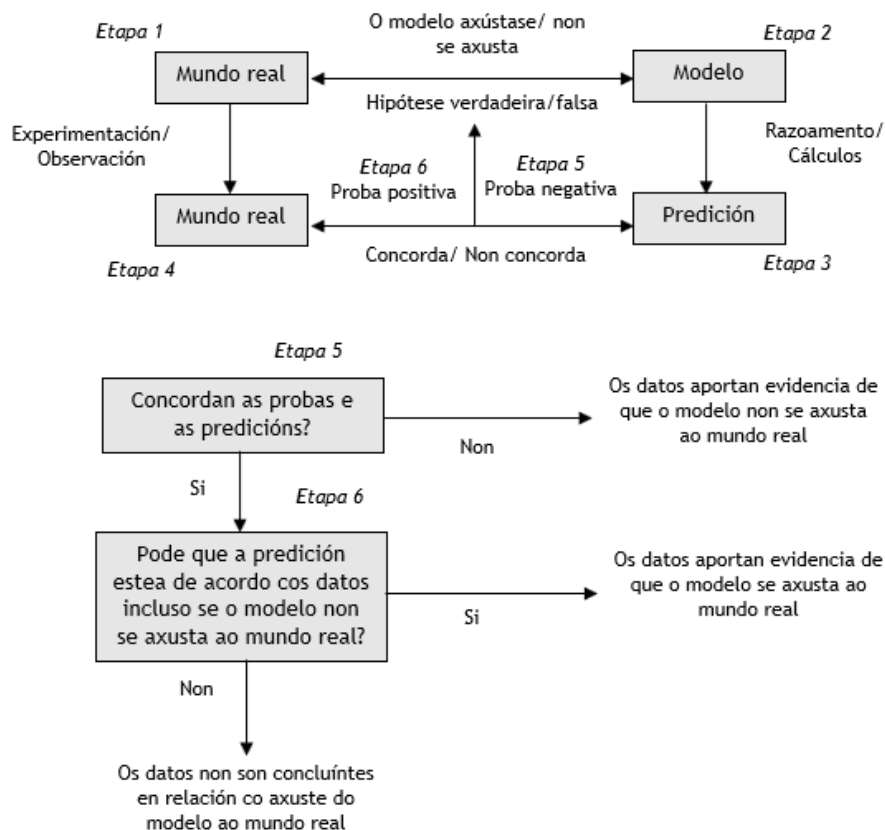 Etapa 1
O modelo axústase/ non
se axusta
Etapa 2
Mundo real
Modelo
Hipótese verdadeira/falsa
Experimentación/
Observación
Razoamento/
Cálculos
Etapa 6
Proba positiva
Etapa 5
Proba negativa
Mundo real
Predición
Concorda/ Non concorda
Etapa 4
Etapa 3
Etapa 5
Concordan as probas e
as predicións?
Non
Os datos aportan evidencia de
que o modelo non se axusta
ao mundo real
Si
Etapa 6
Pode que a predición
estea de acordo cos datos
incluso se o modelo non
se axusta ao mundo real?
Si
Os datos aportan evidencia de
que o modelo se axusta ao
mundo real
Non
Os datos non son concluíntes
en relación co axuste do
modelo ao mundo real